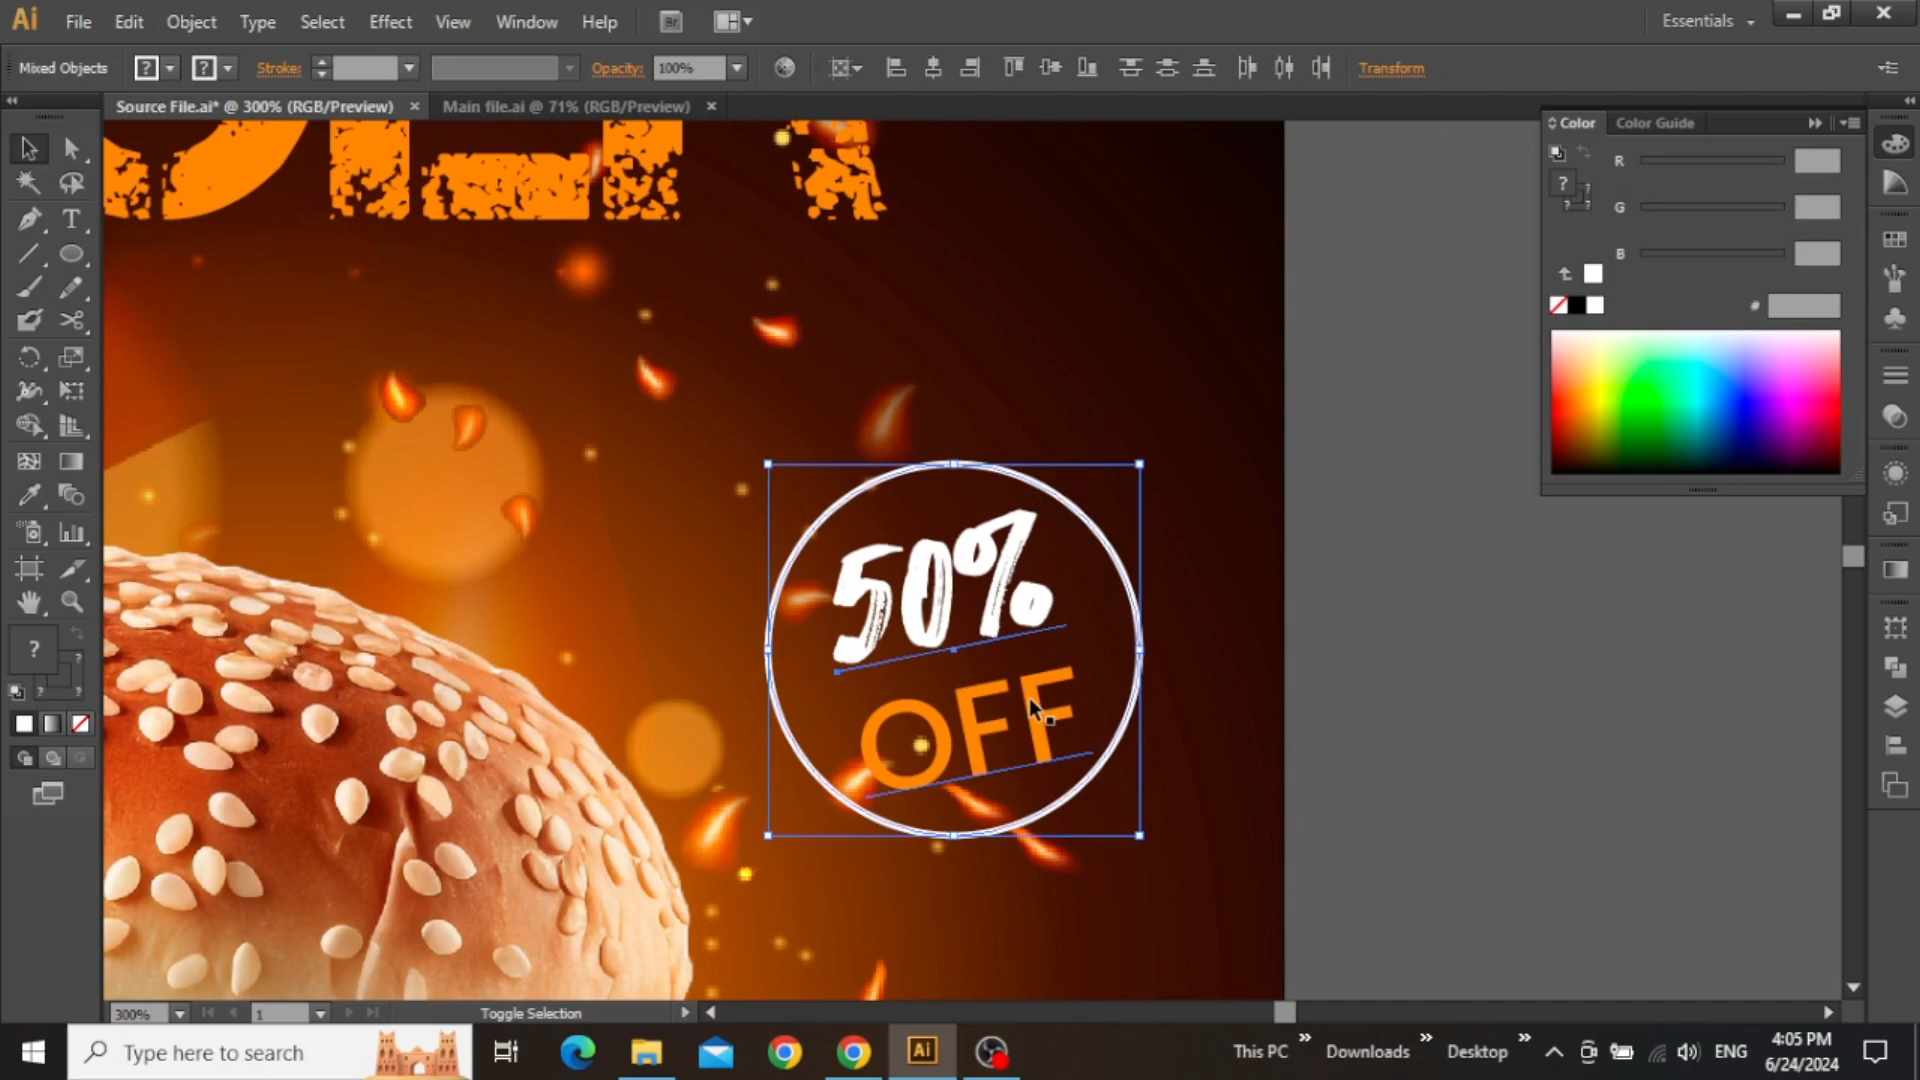 Ai File Edit Object Type Select Effect View Window Help Br Essentials
Mixed Objects ? ? Stroke: Opacity: 100% Transform
Source File.ai* @ 300% (RGB/Preview) Main file.ai @ 71% (RGB/Preview)
Color Color Guide
R
G
B
#
T
?
50%
OFF
300% 1 Toggle Selection
Type here to search Ai This PC Downloads Desktop ENG 4:05 PM
6/24/2024